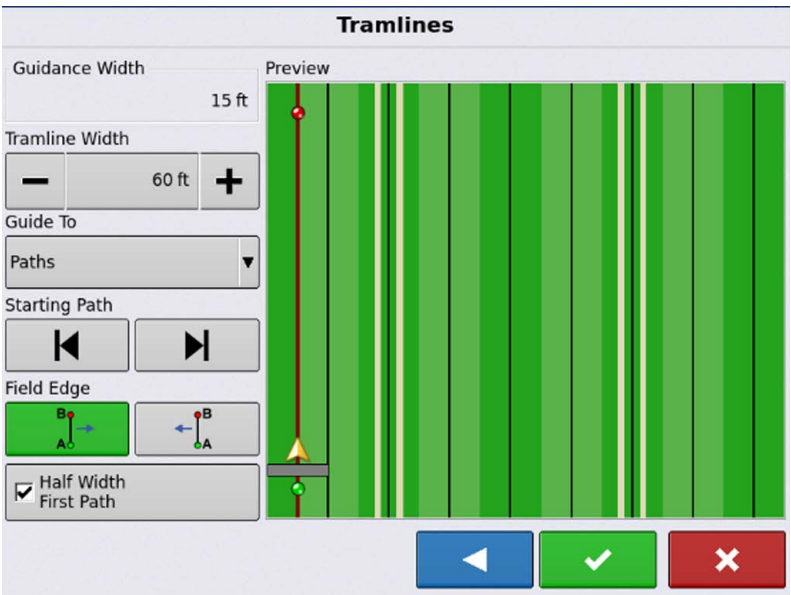 Tramlines
Guidance Width
15 ft
Tramline Width
60 ft
Guide To
Paths
Starting Path
Field Edge
B
A
B
A
Half Width
First Path
Preview